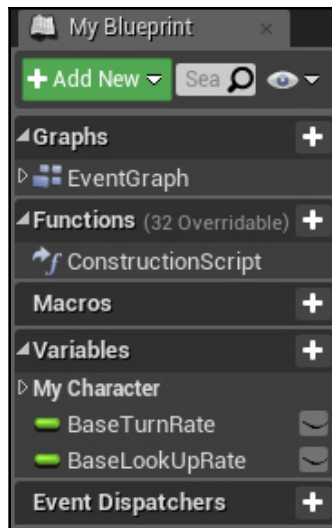 My Blueprint
Add New Sea
Graphs
EventGraph
Functions (32 Overridable)
ConstructionScript
Macros
Variables
My Character
BaseTurnRate
BaseLookUpRate
Event Dispatchers